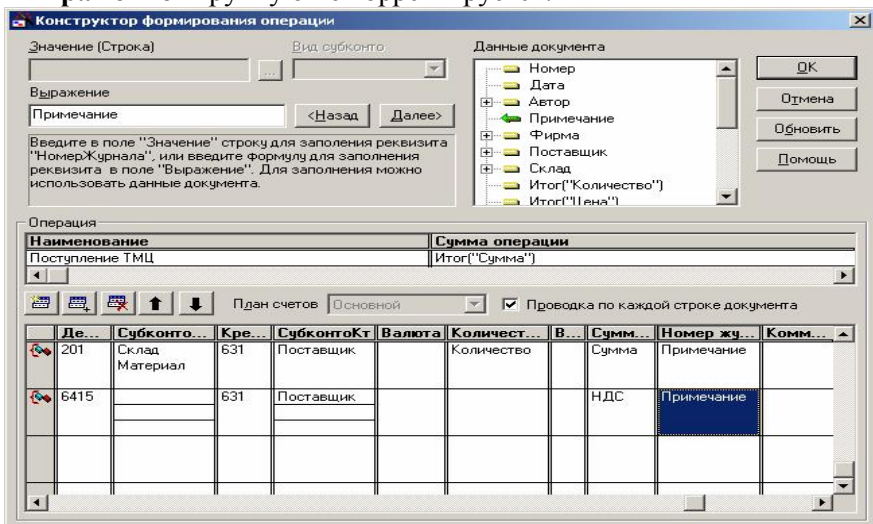 Конструктор формирования операции
Значение (Строка)
Вид субконто
...
Выражение
Примечание
<Назад
Далее>
Введите в поле "Значение" строку для заполения реквизита
"НомерЖурнала", или введите формулу для заполнения
реквизита в поле "Выражение". Для заполнения можно
использовать данные документа.
Данные документа
Номер
Дата
Автор
Примечание
Фирма
Поставщик
Склад
Итог("Количество")
Итог("Цена")
OK
Отмена
Обновить
Помощь
Операция
Наименование Сумма операции
Поступление ТМЦ Итог("Сумма")
План счетов Основной Проводка по каждой строке документа
Де... Субконто... Кре... СубконтоКт Валюта Количест... В... Сумм... Номер жу... Комм...
201 Склад 631 Поставщик Количество Сумма Примечание
Материал
6415 631 Поставщик НДС Примечание